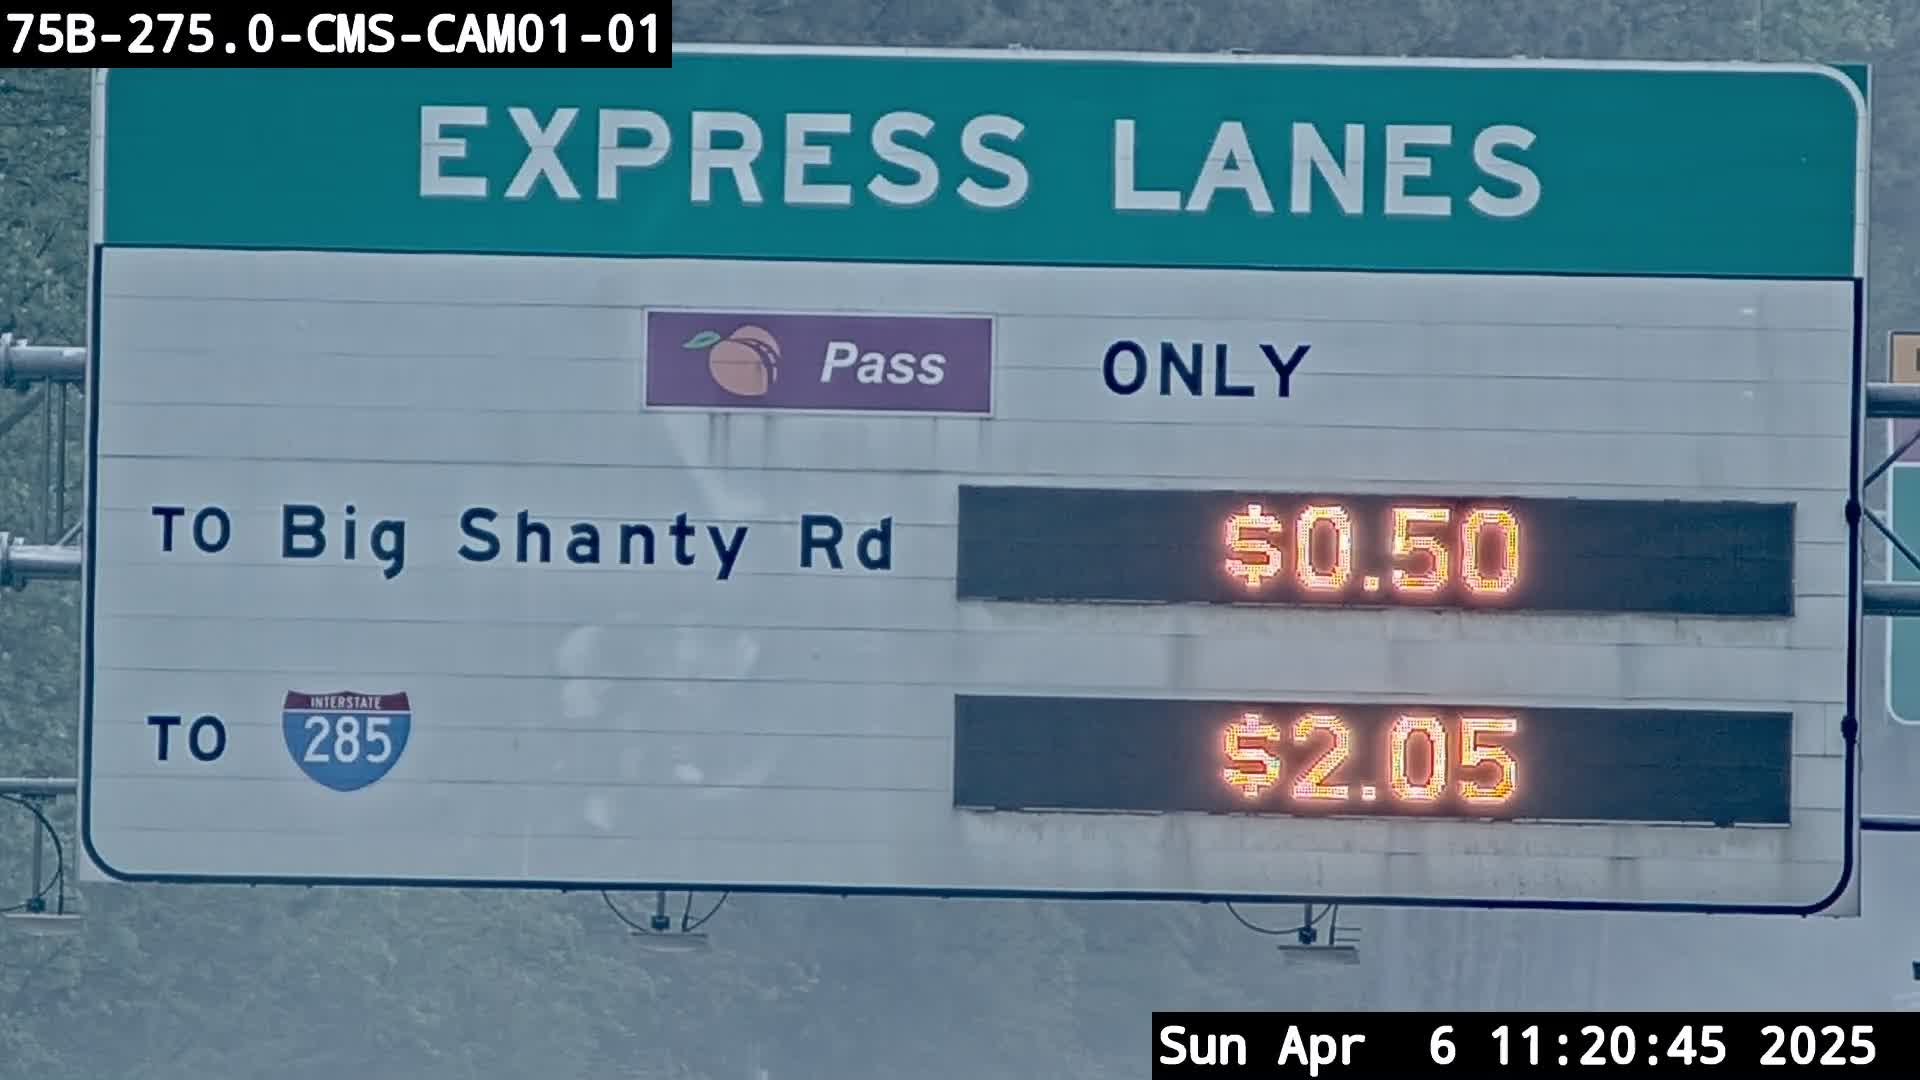 75B-275.0-CMS-CAM01-01
EXPRESS LANES
Pass ONLY
TO Big Shanty Rd $0.50
INTERSTATE
TO 285 $2.05
Sun Apr 6 11:20:45 2025